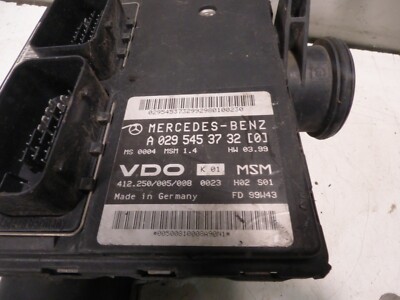 MERCEDES-BENZ
A 029 545 37 32 [0]
MS 0004 MSM 1.4 HW 03.99
VDO K 01 MSM
412.250/005/008 0023 H02 S01
Made in Germany FD 99W43